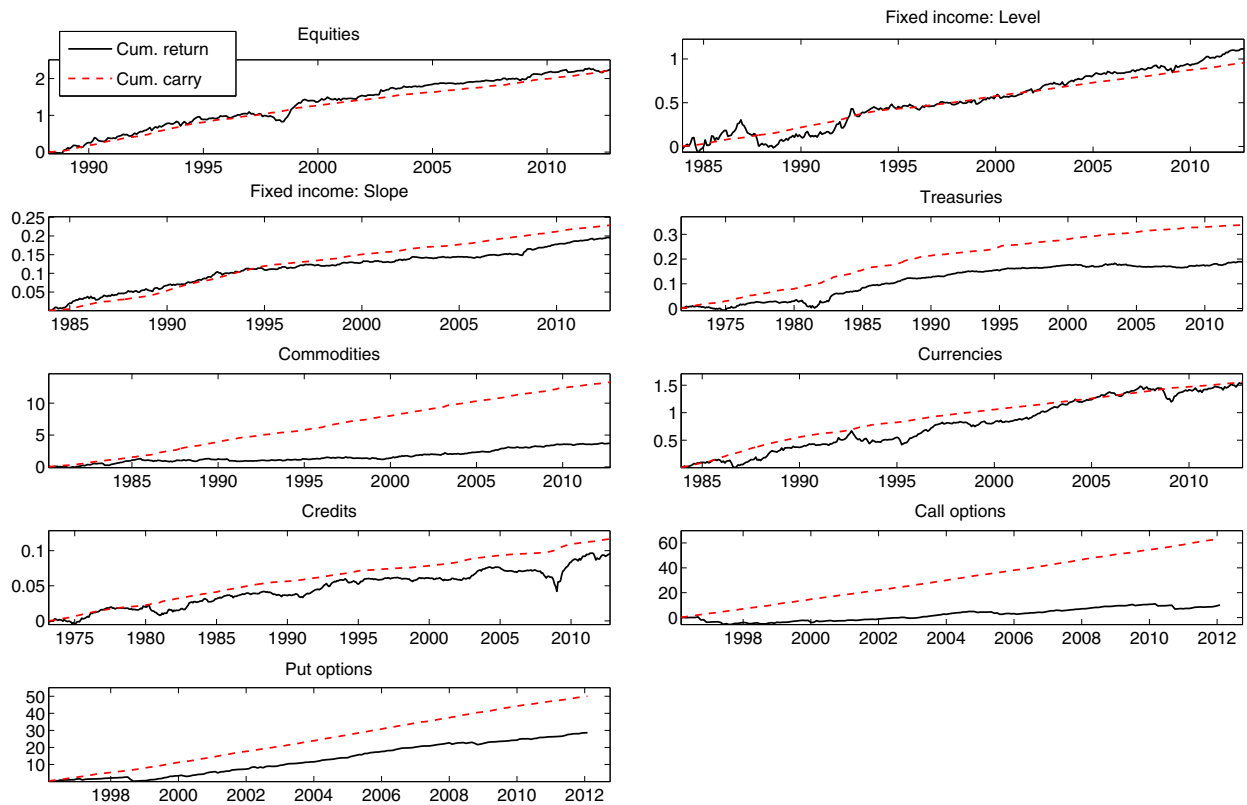 Equities
Cum. return
Cum. carry
2
1
0
1990 1995 2000 2005 2010
Fixed income: Level
1
0.5
0
1985 1990 1995 2000 2005 2010
Fixed income: Slope
0.25
0.2
0.15
0.1
0.05
1985 1990 1995 2000 2005 2010
Treasuries
0.3
0.2
0.1
0
1975 1980 1985 1990 1995 2000 2005 2010
Commodities
10
5
0
1985 1990 1995 2000 2005 2010
Currencies
1.5
1
0.5
1985 1990 1995 2000 2005 2010
Credits
0.1
0.05
0
1975 1980 1985 1990 1995 2000 2005 2010
Call options
60
40
20
0
1998 2000 2002 2004 2006 2008 2010 2012
Put options
50
40
30
20
10
1998 2000 2002 2004 2006 2008 2010 2012